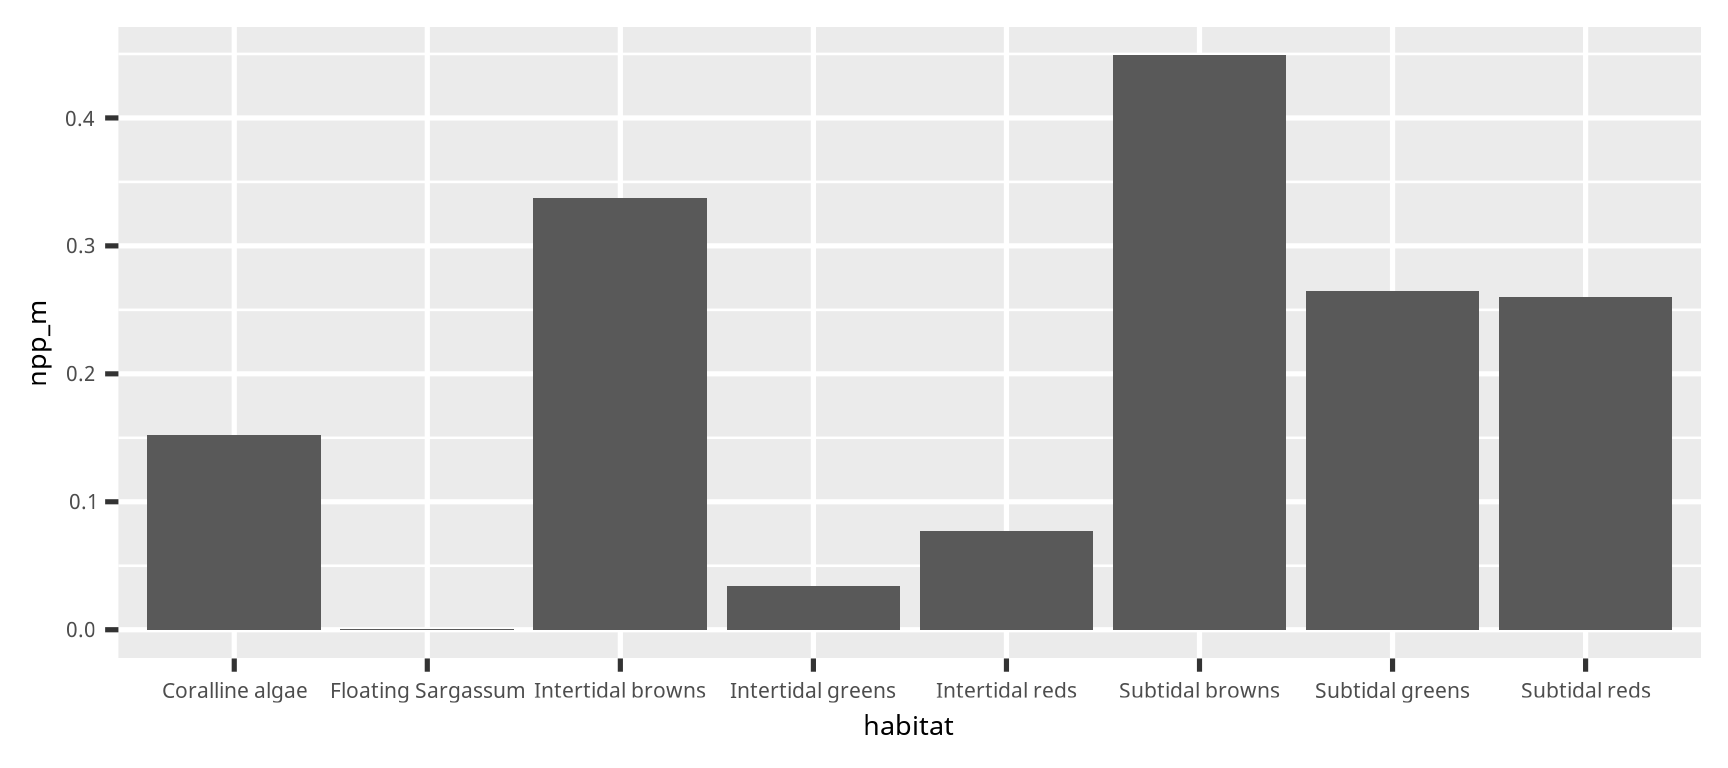 npp_m
0.4
0.3
0.2
0.1
0.0
Coralline algae Floating Sargassum Intertidal browns Intertidal greens Intertidal reds Subtidal browns Subtidal greens Subtidal reds
habitat